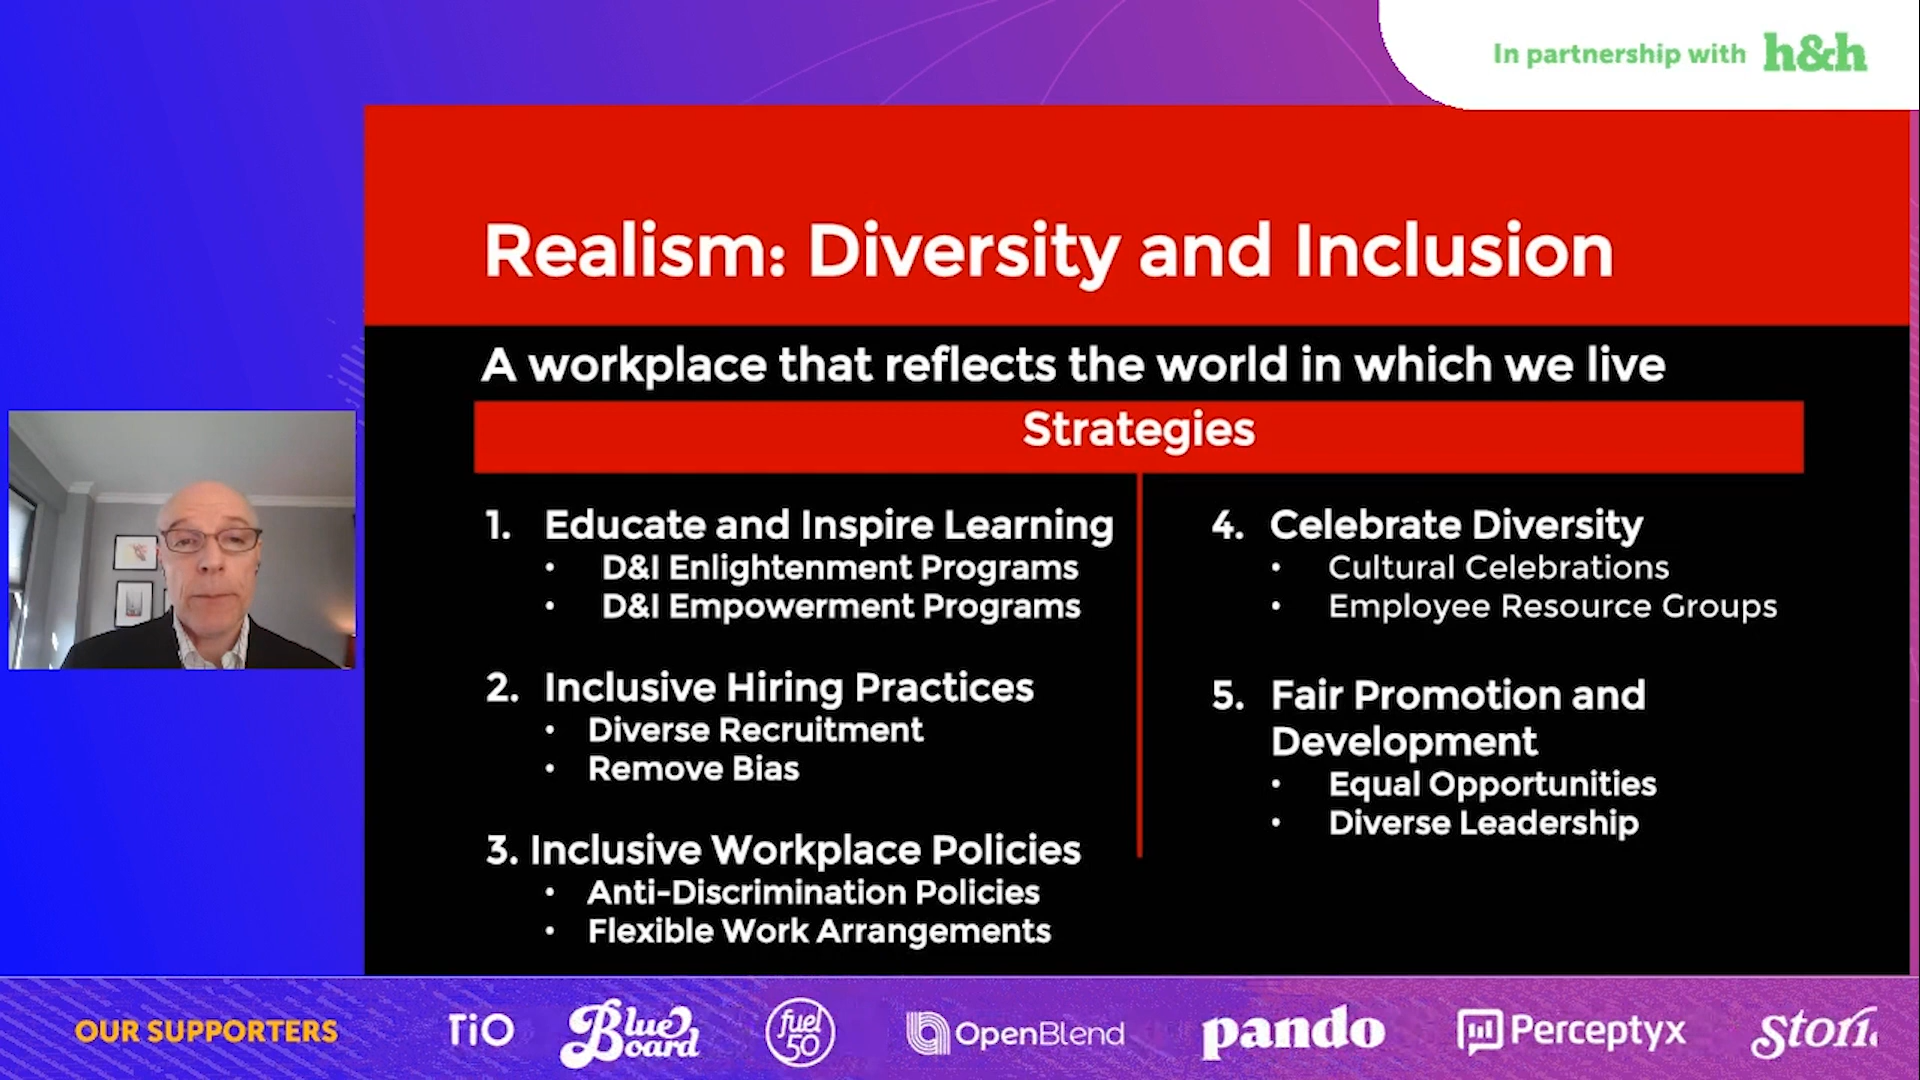 In partnership with h&h
Realism: Diversity and Inclusion
A workplace that reflects the world in which we live
Strategies
1. Educate and Inspire Learning
• D&I Enlightenment Programs
• D&I Empowerment Programs
2. Inclusive Hiring Practices
• Diverse Recruitment
• Remove Bias
3. Inclusive Workplace Policies
• Anti-Discrimination Policies
• Flexible Work Arrangements
4. Celebrate Diversity
• Cultural Celebrations
• Employee Resource Groups
5. Fair Promotion and
Development
• Equal Opportunities
• Diverse Leadership
OUR SUPPORTERS
TiO
Blue
Board
fuel
50
OpenBlend
pando
Perceptyx